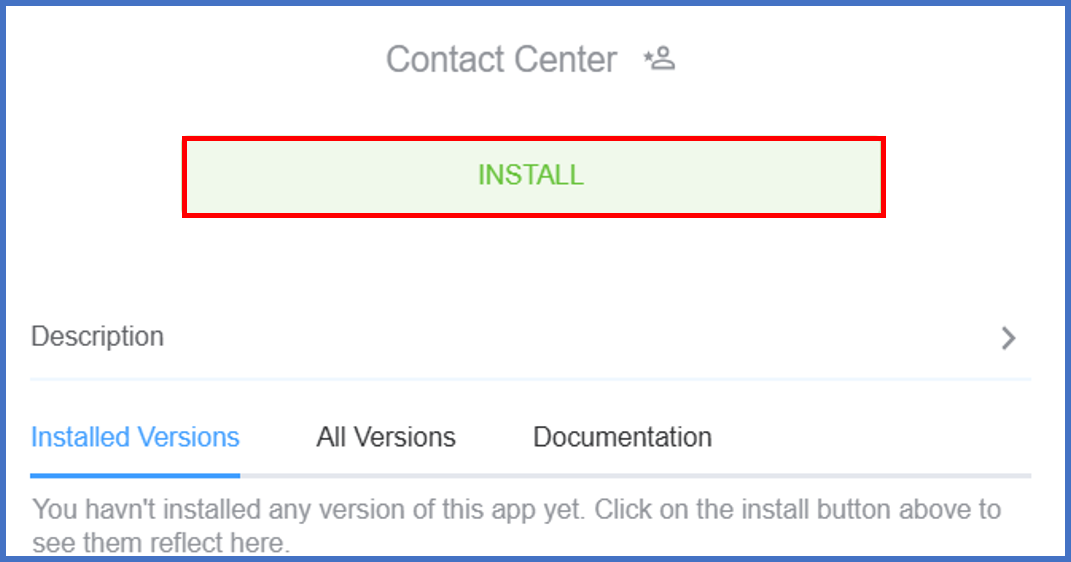 Contact Center
INSTALL
Description
Installed Versions All Versions Documentation
You havn't installed any version of this app yet. Click on the install button above to
see them reflect here.